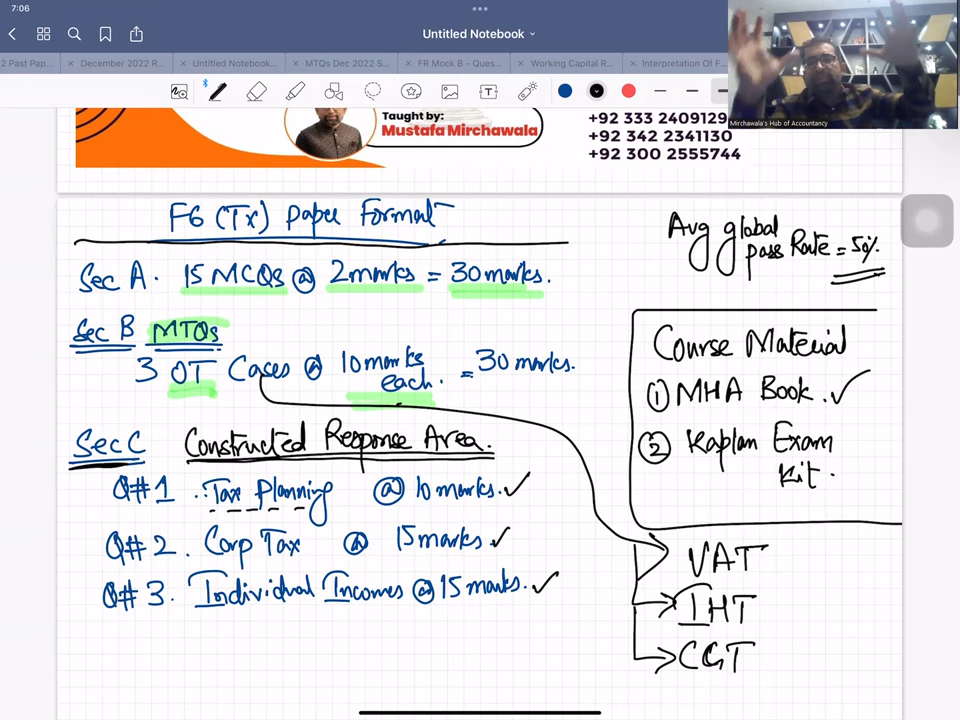 7:06
Untitled Notebook
2 Past Pap...
December 2022 R...
Untitled Notebook...
MTQs Dec 2022 S...
FR Mock B - Ques...
Working Capital R...
Interpretation Of F...
Mirchawala's Hub of Accountancy
Taught by:
Mustafa Mirchawala
+92 333 2409129
+92 342 2341130
+92 300 2555744
F6 (Tx) Paper Format
Sec A. 15 MCQs @ 2 marks = 30 marks.
Sec B MTQs
3 OT Cases @ 10 marks each. = 30 marks.
Sec C Constructed Response Area.
Q#1 Tax Planning @ 10 marks. ✓
Q#2. Corp Tax @ 15 marks ✓
Q#3. Individual Incomes @ 15 marks. ✓
Avg global
pass Rate = 50%
Course Material
① MHA Book. ✓
② Kaplan Exam
Kit.
VAT
IHT
CGT